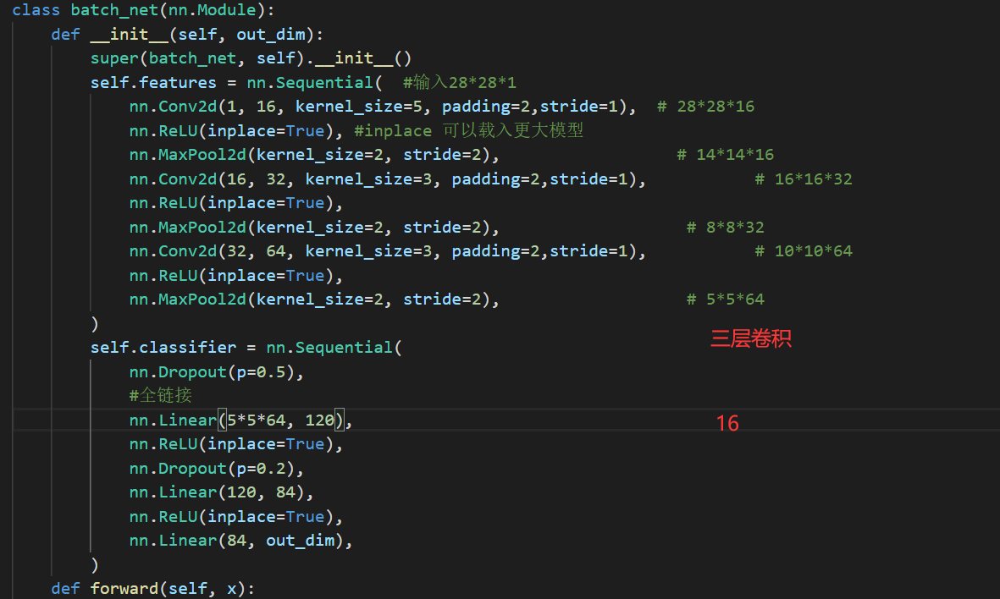 class batch_net(nn.Module):
def __init__(self, out_dim):
super(batch_net, self).__init__()
self.features = nn.Sequential(  #输入28*28*1
nn.Conv2d(1, 16, kernel_size=5, padding=2,stride=1),  # 28*28*16
nn.ReLU(inplace=True), #inplace 可以载入更大模型
nn.MaxPool2d(kernel_size=2, stride=2),  # 14*14*16
nn.Conv2d(16, 32, kernel_size=3, padding=2,stride=1),  # 16*16*32
nn.ReLU(inplace=True),
nn.MaxPool2d(kernel_size=2, stride=2),  # 8*8*32
nn.Conv2d(32, 64, kernel_size=3, padding=2,stride=1),  # 10*10*64
nn.ReLU(inplace=True),
nn.MaxPool2d(kernel_size=2, stride=2),  # 5*5*64
)
三层卷积
self.classifier = nn.Sequential(
nn.Dropout(p=0.5),
#全链接
nn.Linear(5*5*64, 120),
16
nn.ReLU(inplace=True),
nn.Dropout(p=0.2),
nn.Linear(120, 84),
nn.ReLU(inplace=True),
nn.Linear(84, out_dim),
)
def forward(self, x):